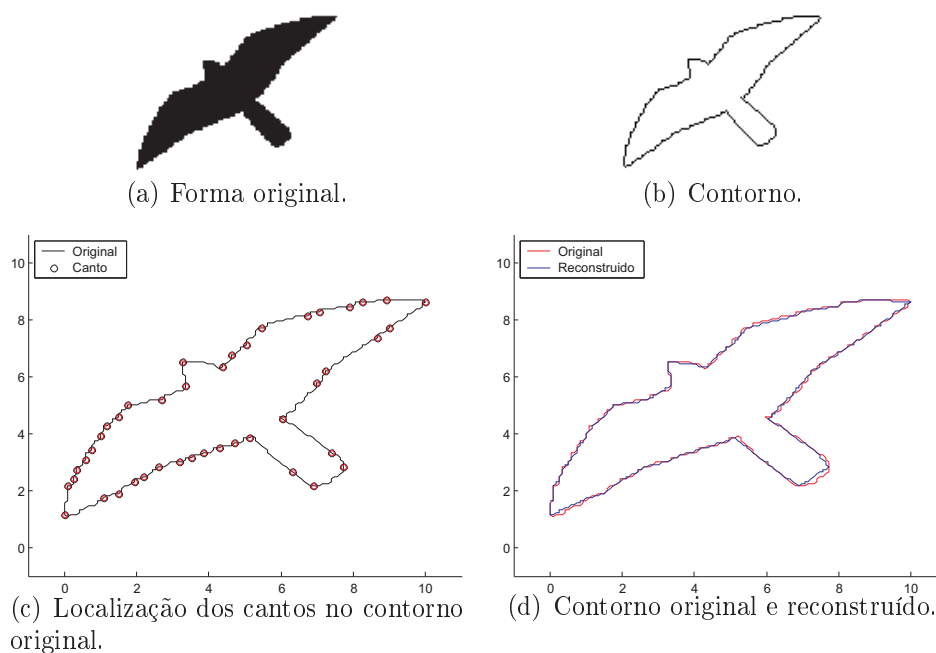 (a) Forma original.
(b) Contorno.
Original
Canto
10
8
6
4
2
0
0 2 4 6 8 10
(c) Localização dos cantos no contorno
original.
Original
Reconstruido
10
8
6
4
2
0
0 2 4 6 8 10
(d) Contorno original e reconstruído.